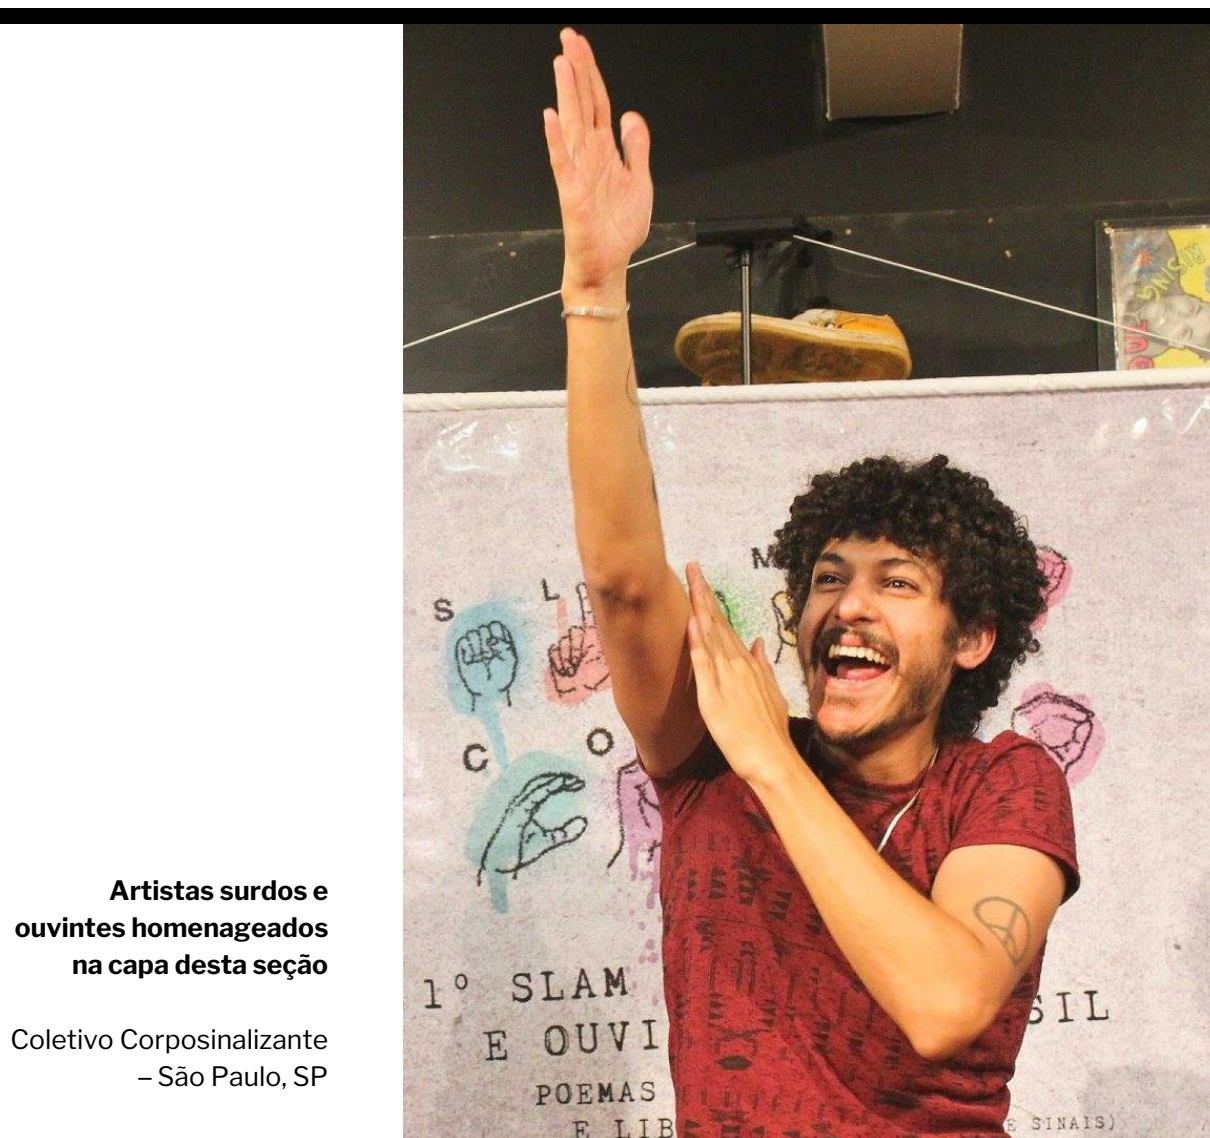 Artistas surdos e
ouvintes homenageados
na capa desta seção
Coletivo Corposinalizante
– São Paulo, SP
S L M
C O
1º SLAM SIL
E OUVI
POEMAS
E LIB E SINAIS)